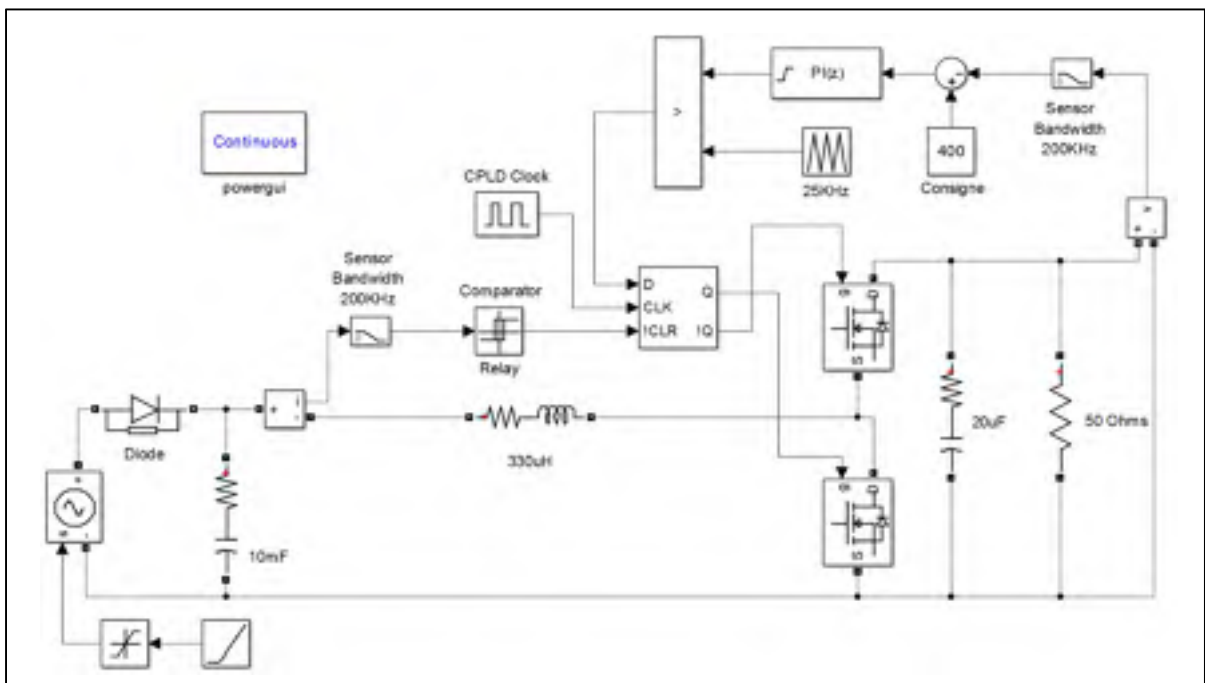 PI(z)
Sensor
Bandwidth
200KHz
Continuous
powergui
>
25KHz
400
Consigne
CPLD Clock
Sensor
Bandwidth
200KHz
Comparator
D
CLK
!CLR
Q
!Q
Relay
Diode
330uH
20uF
50 Ohms
10mF